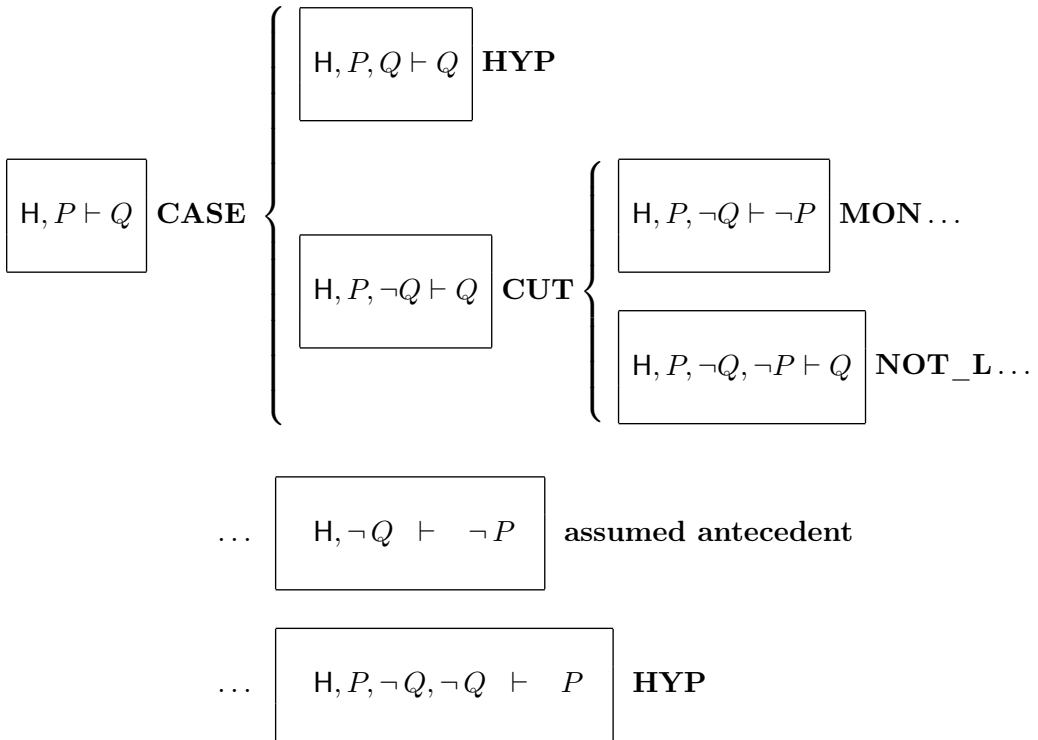 H, P, Q ⊢ Q HYP
H, P ⊢ Q CASE
H, P, ¬Q ⊢ ¬P MON...
H, P, ¬Q ⊢ Q CUT
H, P, ¬Q, ¬P ⊢ Q NOT_L...
... H, ¬Q ⊢ ¬P assumed antecedent
... H, P, ¬Q, ¬Q ⊢ P HYP